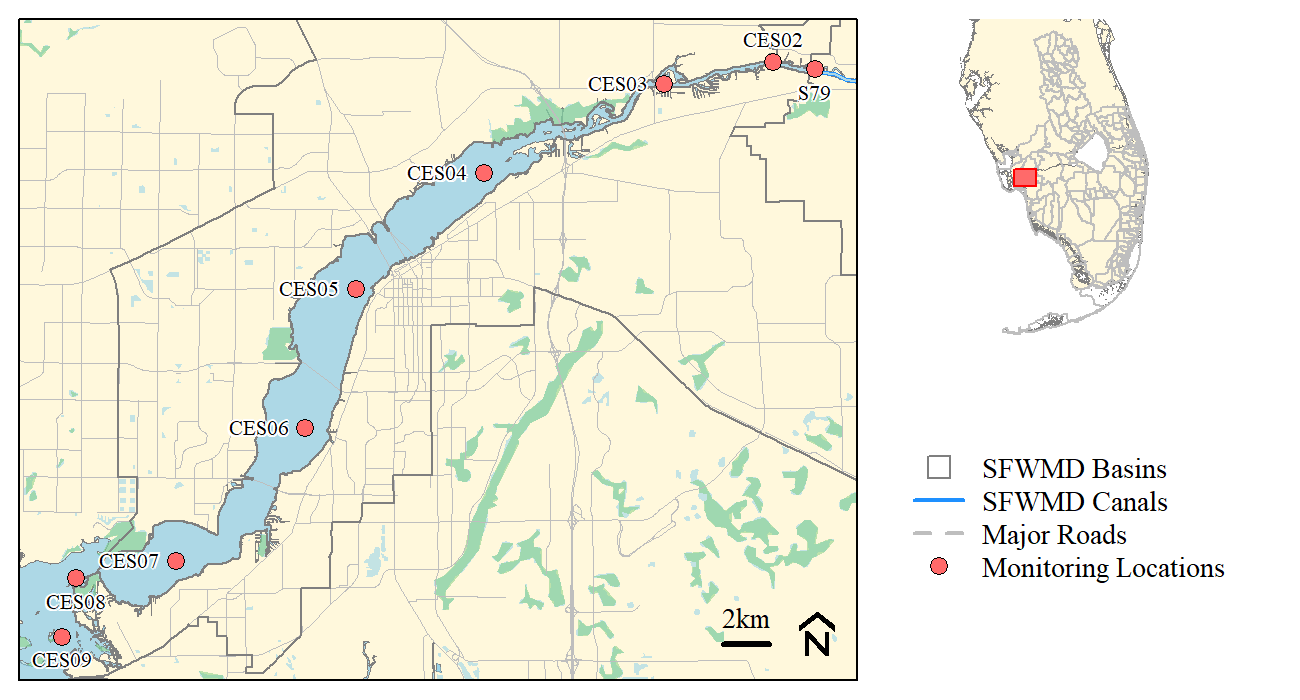 CES02
CES03
S79
CES04
CES05
CES06
CES07
CES08
CES09
2km
N
SFWMD Basins
SFWMD Canals
Major Roads
Monitoring Locations